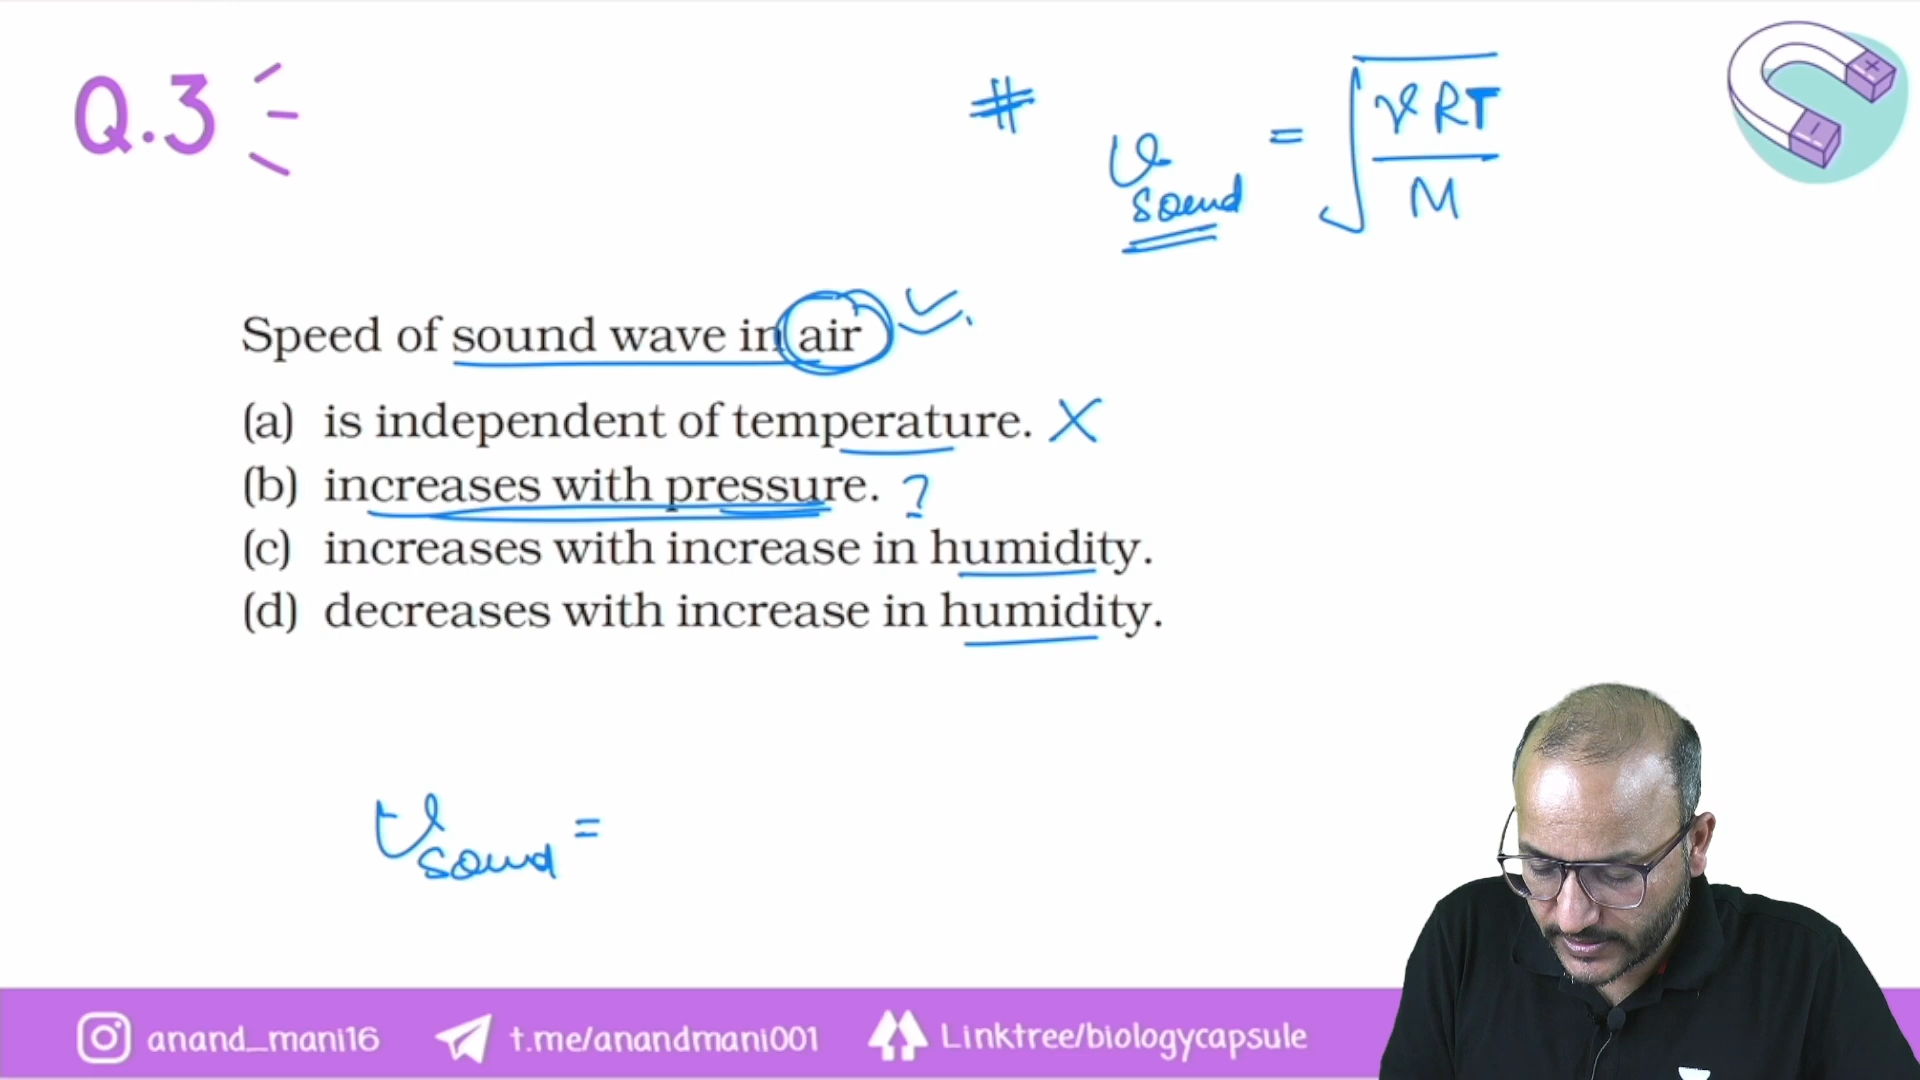 Q.3
# v sound = √γRT/M
Speed of sound wave in air
(a) is independent of temperature. X
(b) increases with pressure. ?
(c) increases with increase in humidity.
(d) decreases with increase in humidity.
v sound =
anand_mani16 t.me/anandmani001 Linktree/biologycapsule